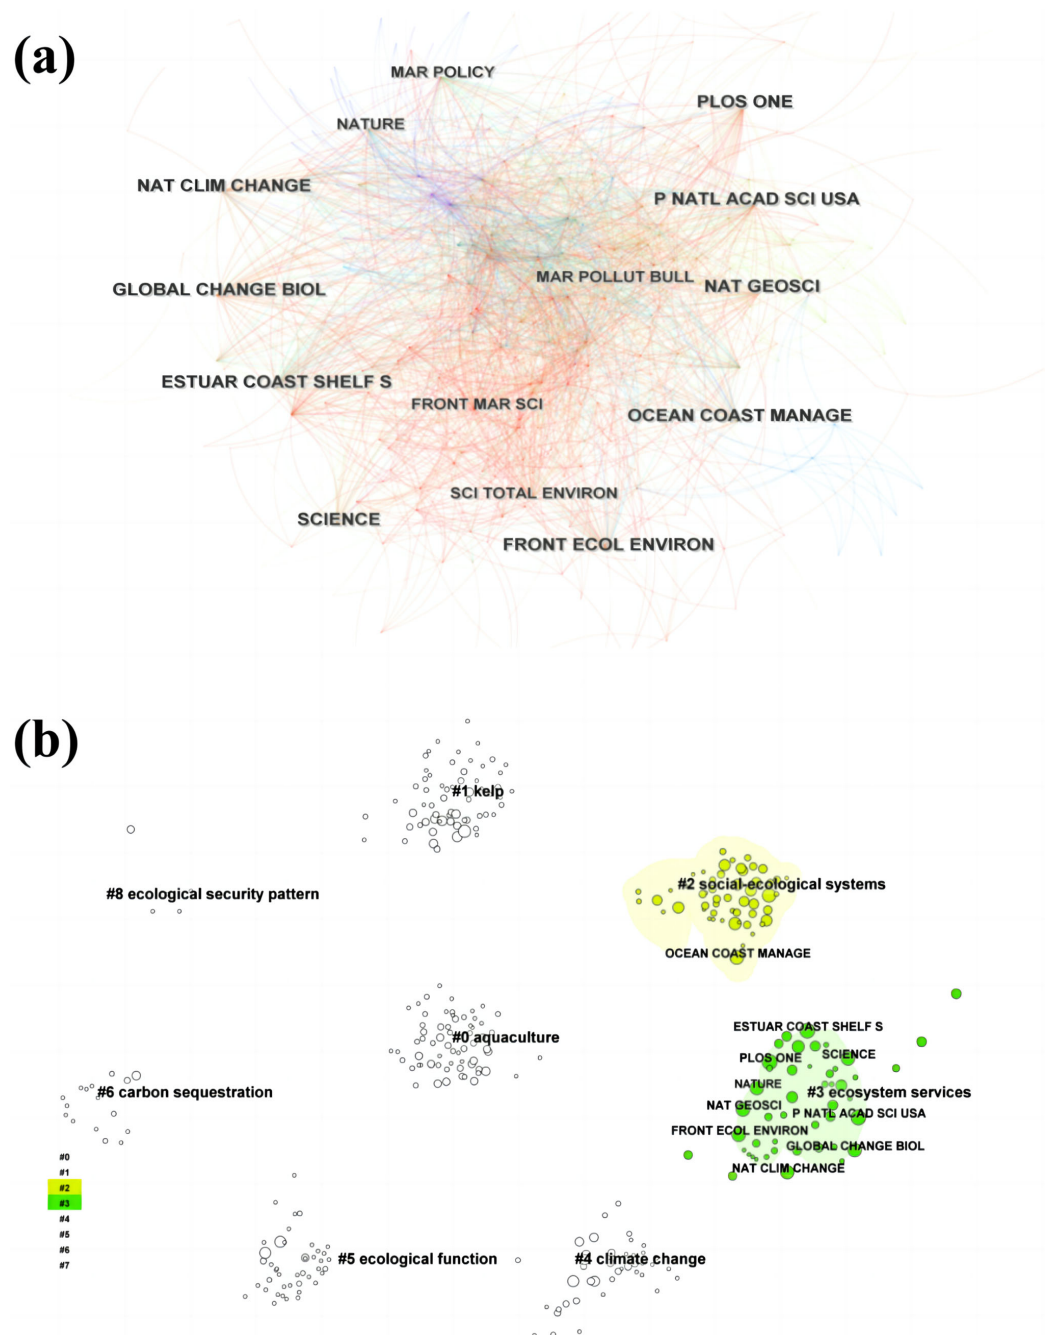 (a)
MAR POLICY
PLOS ONE
NATURE
NAT CLIM CHANGE
P NATL ACAD SCI USA
MAR POLLUT BULL
NAT GEOSCI
GLOBAL CHANGE BIOL
ESTUAR COAST SHELF S
FRONT MAR SCI
OCEAN COAST MANAGE
SCI TOTAL ENVIRON
SCIENCE
FRONT ECOL ENVIRON
(b)
#1 kelp
#8 ecological security pattern
#2 social-ecological systems
OCEAN COAST MANAGE
#0 aquaculture
ESTUAR COAST SHELF S
PLOS ONE
SCIENCE
NATURE
#3 ecosystem services
#6 carbon sequestration
NAT GEOSCI
P NATL ACAD SCI USA
FRONT ECOL ENVIRON
GLOBAL CHANGE BIOL
NAT CLIM CHANGE
#0
#1
#2
#3
#4
#5
#6
#7
#5 ecological function
#4 climate change